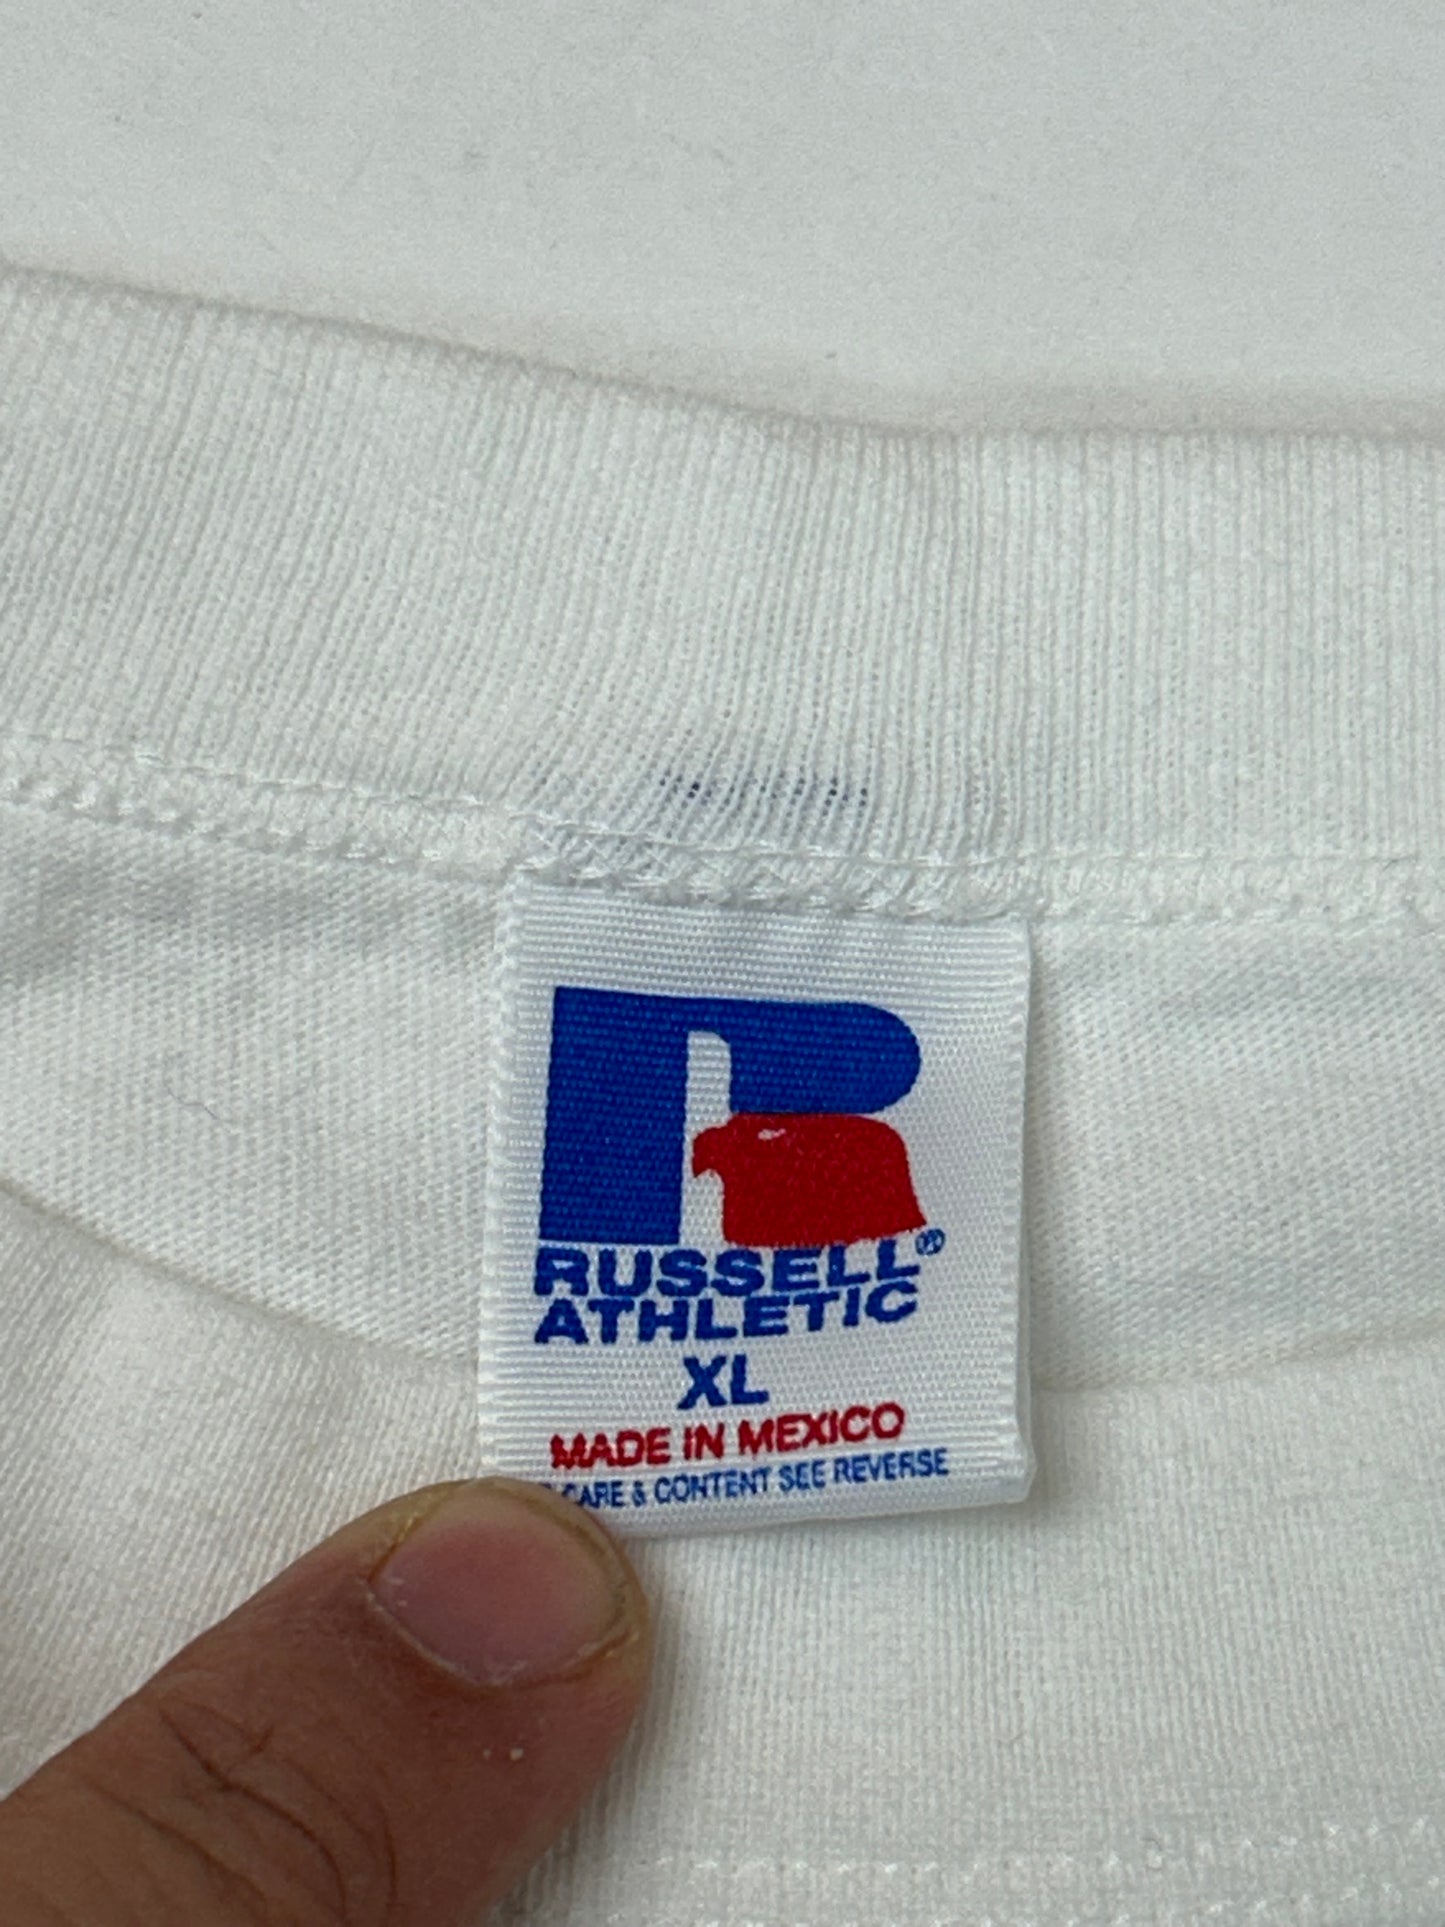 R
RUSSELL®
ATHLETIC
XL
MADE IN MEXICO
CARE & CONTENT SEE REVERSE